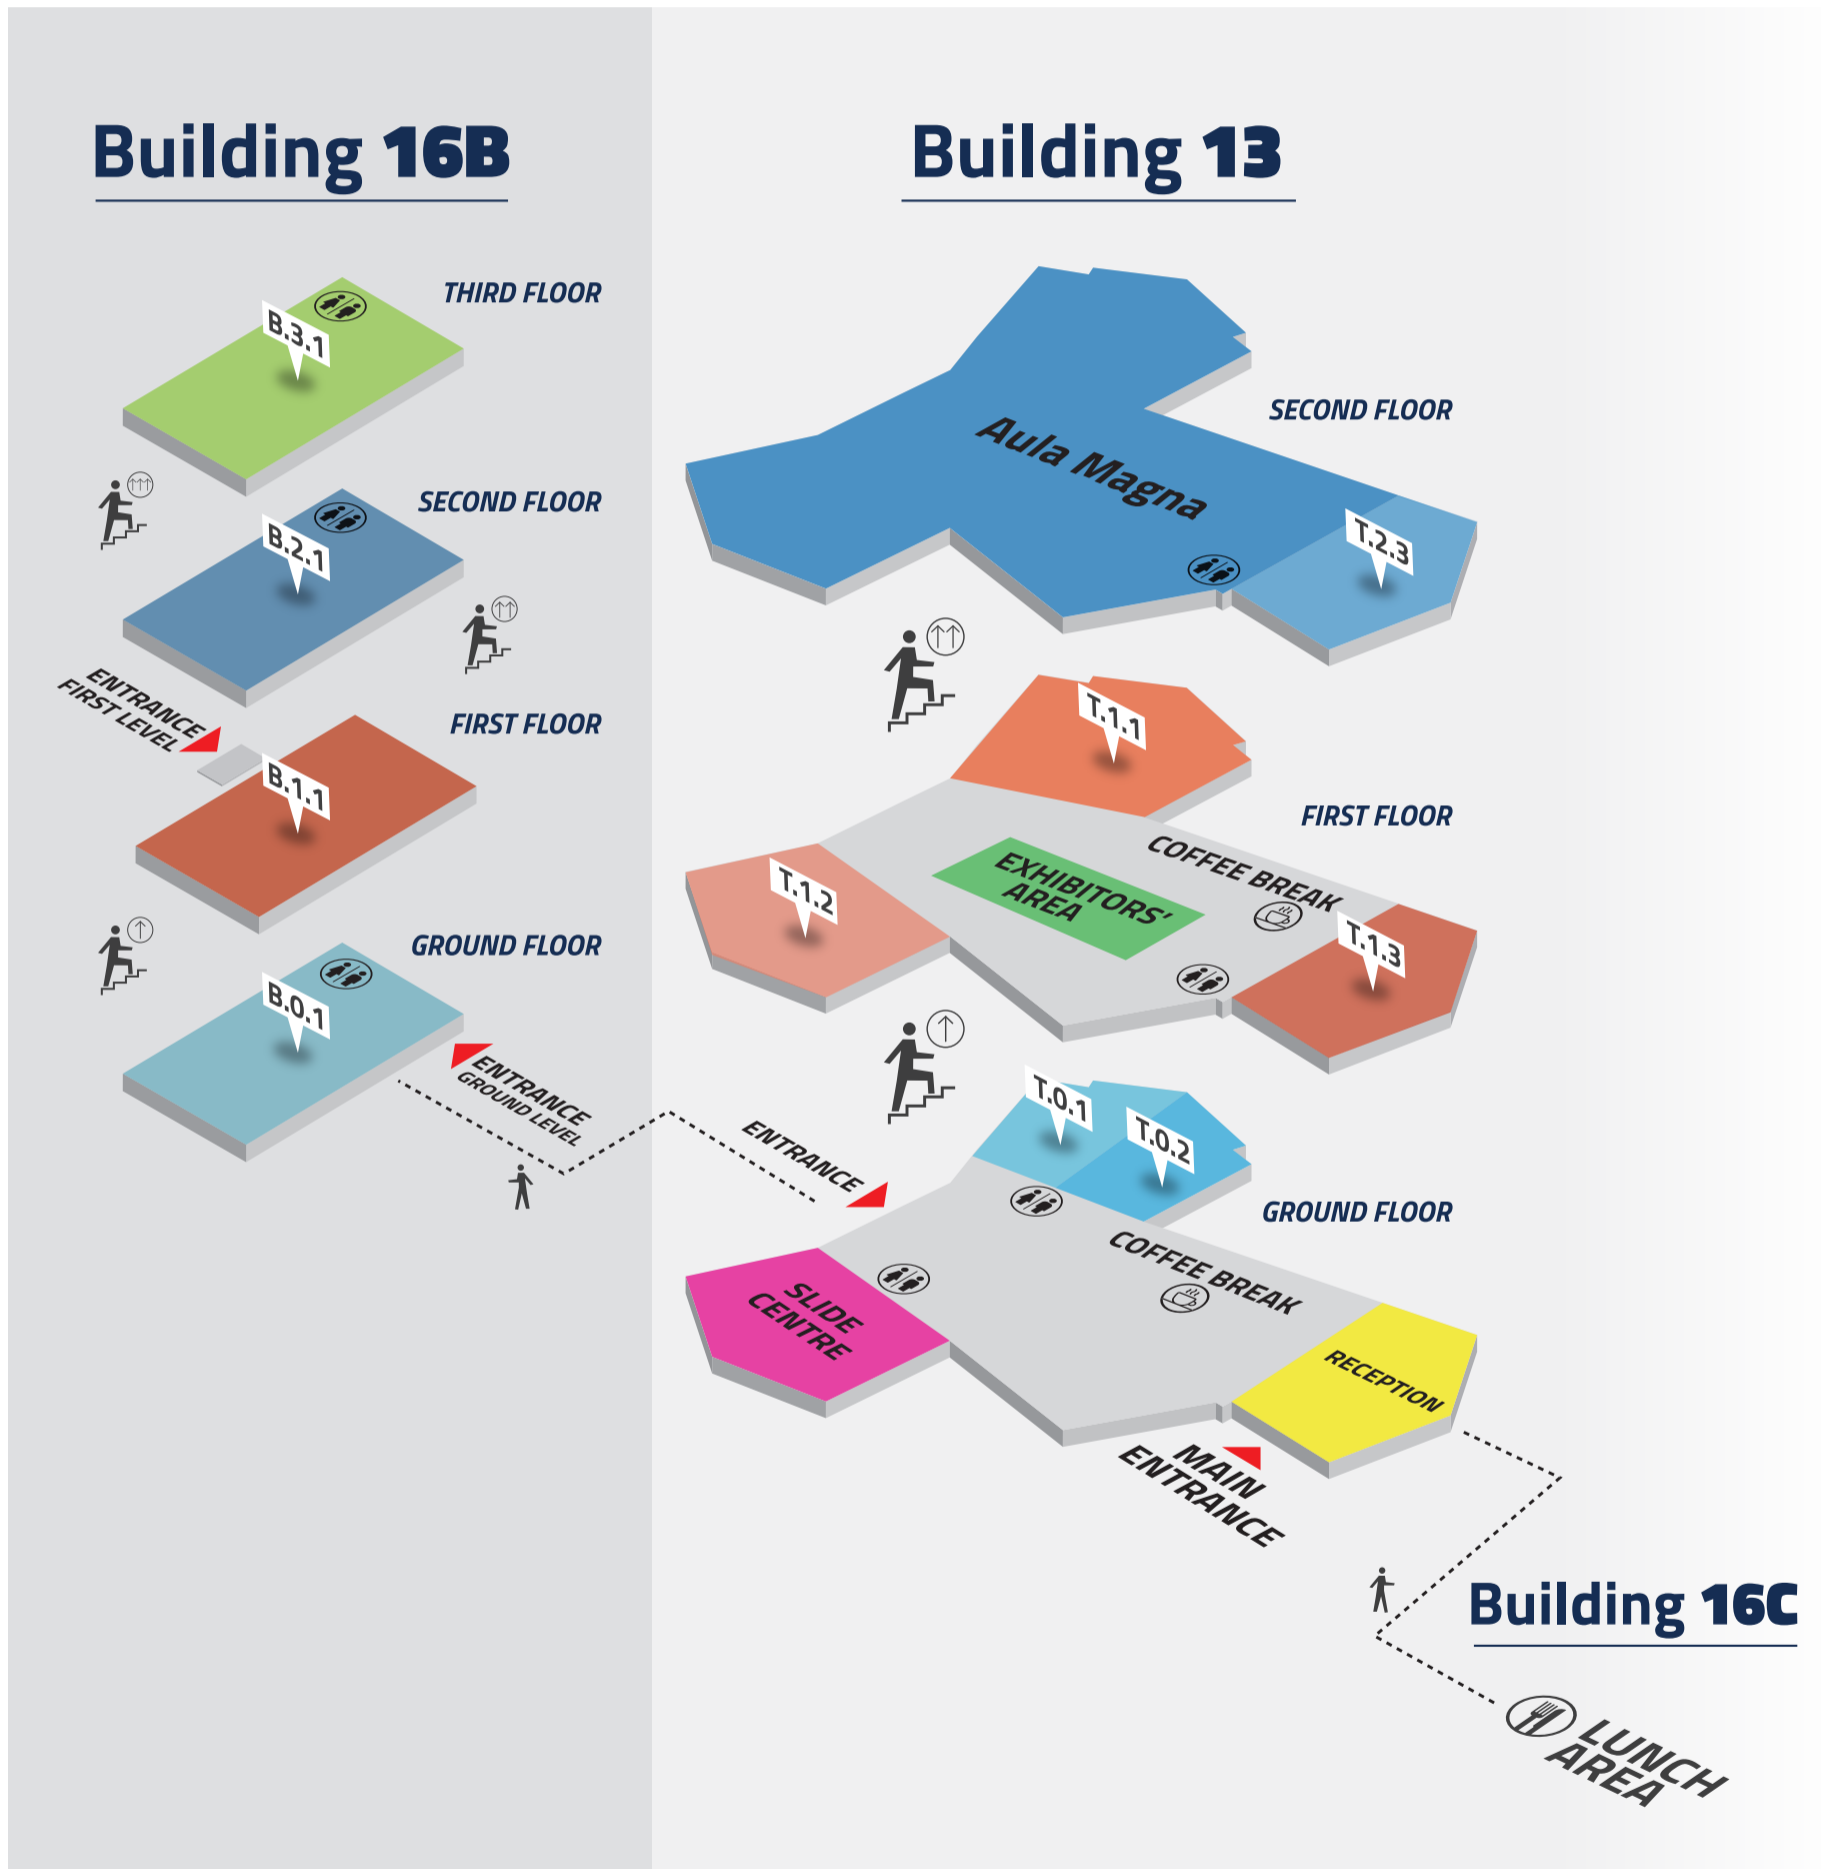 Building 16B
THIRD FLOOR
B.3.1
SECOND FLOOR
B.2.1
ENTRANCE
FIRST LEVEL
FIRST FLOOR
B.1.1
GROUND FLOOR
B.0.1
ENTRANCE
GROUND LEVEL
Building 13
SECOND FLOOR
Aula Magna
T.2.3
T.1.1
FIRST FLOOR
COFFEE BREAK
EXHIBITORS'
AREA
T.1.2
T.1.3
T.0.1
T.0.2
ENTRANCE
GROUND FLOOR
COFFEE BREAK
SLIDE
CENTRE
RECEPTION
MAIN
ENTRANCE
Building 16C
LUNCH
AREA